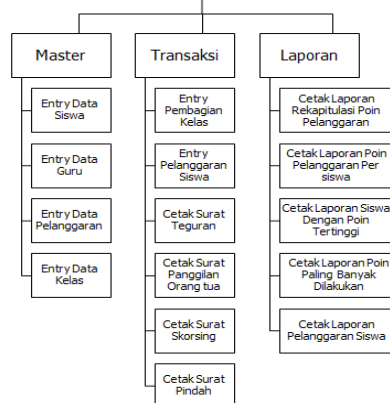 Master
Entry Data
Siswa
Entry Data
Guru
Entry Data
Pelanggaran
Entry Data
Kelas
Transaksi
Entry
Pembagian
Kelas
Entry
Pelanggaran
Siswa
Cetak Surat
Teguran
Cetak Surat
Panggilan
Orang tua
Cetak Surat
Skorsing
Cetak Surat
Pindah
Laporan
Cetak Laporan
Rekapitulasi Poin
Pelanggaran
Cetak Laporan Poin
Pelanggaran Per
siswa
Cetak Laporan Siswa
Dengan Poin
Tertinggi
Cetak Laporan Poin
Paling Banyak
Dilakukan
Cetak Laporan
Pelanggaran Siswa